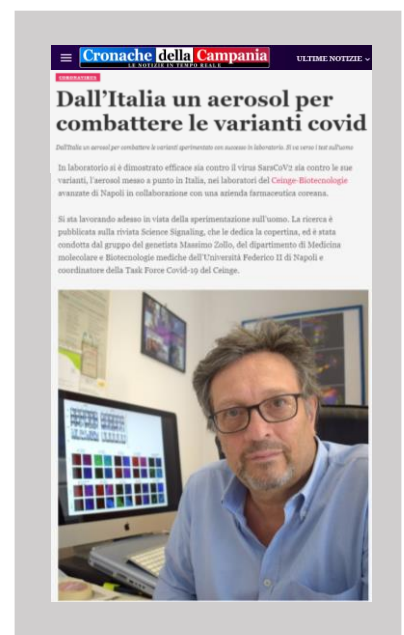 Cronache della Campania
LE NOTIZIE IN TEMPO REALE
ULTIME NOTIZIE
CORONAVIRUS
Dall'Italia un aerosol per
combattere le varianti covid
Dall'Italia un aerosol per combattere le varianti sperimentato con successo in laboratorio. Si va verso i test sull'uomo
In laboratorio si è dimostrato efficace sia contro il virus SarsCoV2 sia contro le sue
varianti, l'aerosol messo a punto in Italia, nei laboratori del Ceinge-Biotecnologie
avanzate di Napoli in collaborazione con una azienda farmaceutica coreana.
Si sta lavorando adesso in vista della sperimentazione sull'uomo. La ricerca è
pubblicata sulla rivista Science Signaling, che le dedica la copertina, ed è stata
condotta dal gruppo del genetista Massimo Zollo, del dipartimento di Medicina
molecolare e Biotecnologie mediche dell'Università Federico II di Napoli e
coordinatore della Task Force Covid-19 del Ceinge.